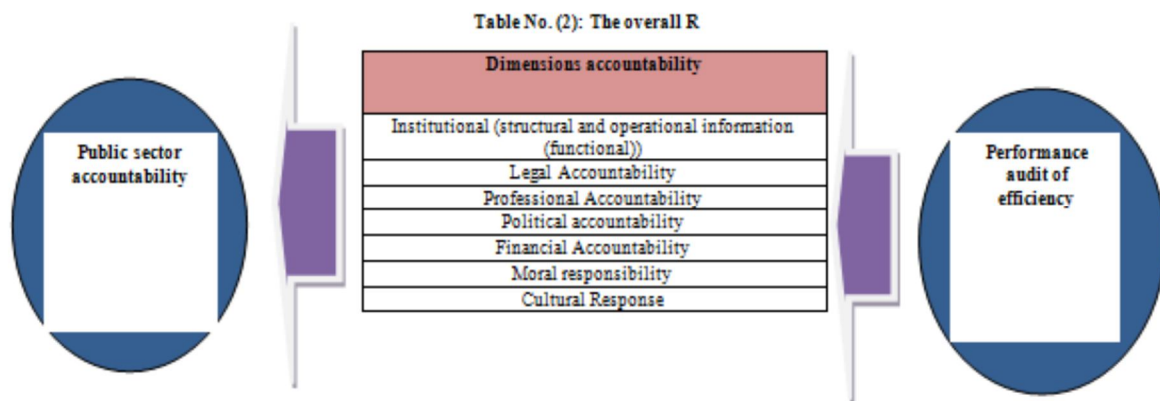 Table No. (2): The overall R
Public sector
accountability
Dimensions accountability
Institutional (structural and operational information
(functional))
Legal Accountability
Professional Accountability
Political accountability
Financial Accountability
Moral responsibility
Cultural Response
Performance
audit of
efficiency